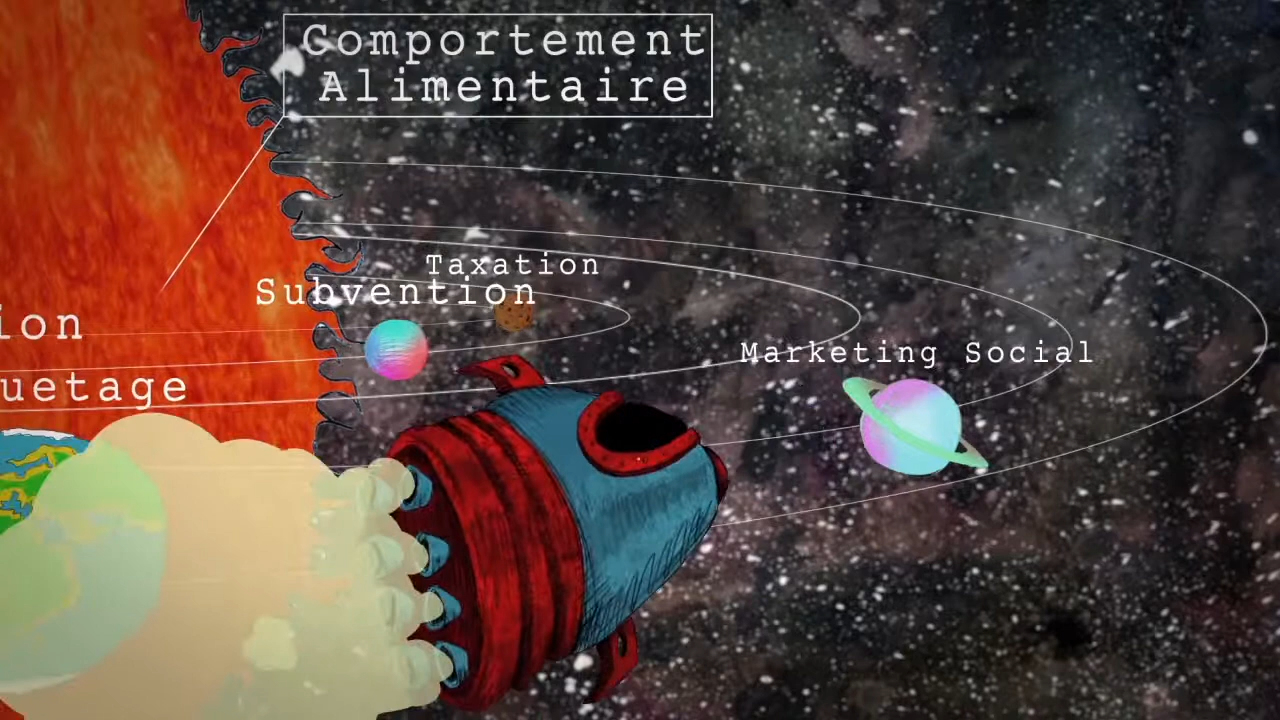 Comportement
Alimentaire
Taxation
Subvention
Marketing Social